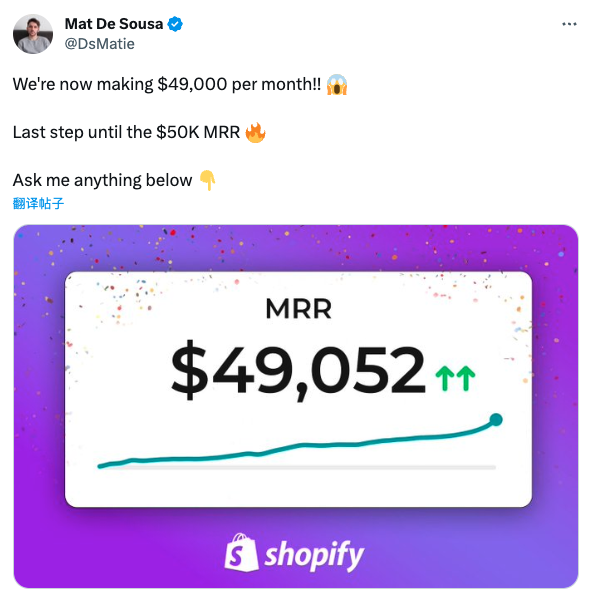 Mat De Sousa
@DsMatie
We're now making $49,000 per month!! 😱
Last step until the $50K MRR 🔥
Ask me anything below 👇
翻译帖子
MRR
$49,052
shopify